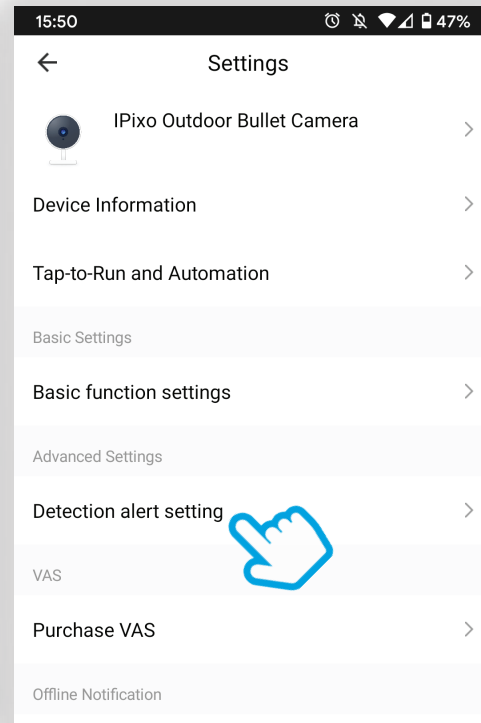 15:50 47%
Settings
IPixo Outdoor Bullet Camera
Device Information
Tap-to-Run and Automation
Basic Settings
Basic function settings
Advanced Settings
Detection alert setting
VAS
Purchase VAS
Offline Notification